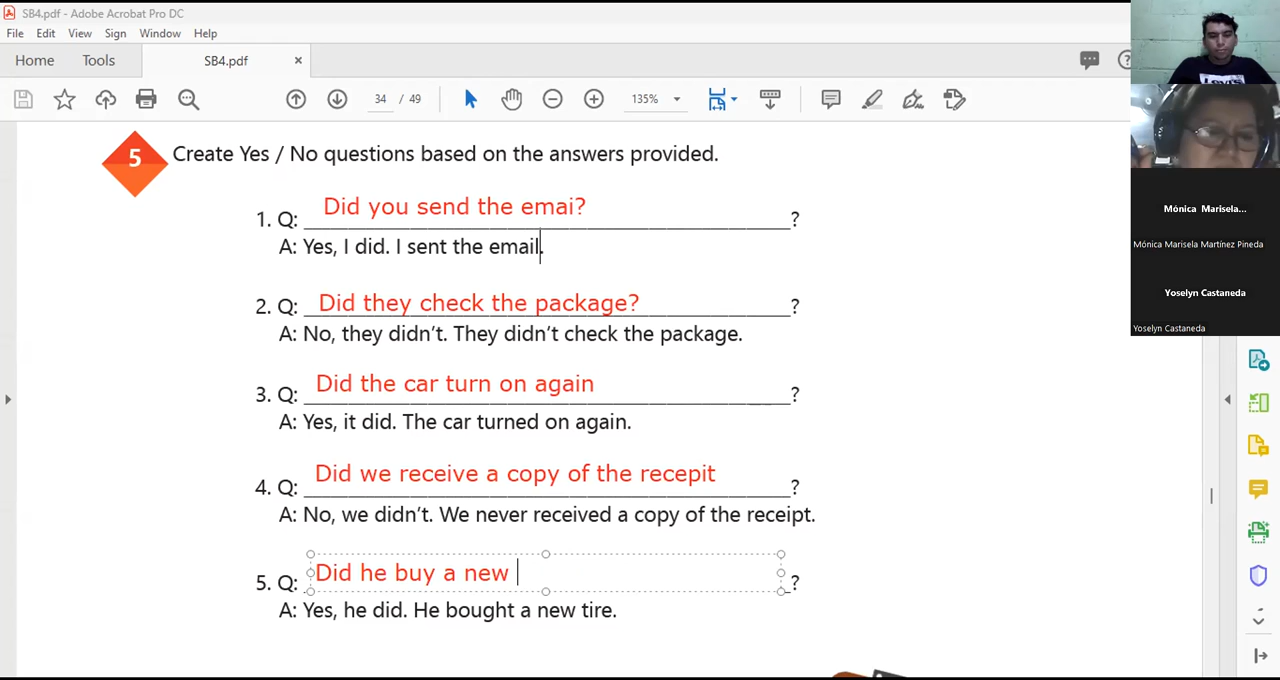 SB4.pdf - Adobe Acrobat Pro DC
File Edit View Sign Window Help
Home Tools SB4.pdf ×
34 / 49 135%
5 Create Yes / No questions based on the answers provided.
1. Q: Did you send the emai? ?
A: Yes, I did. I sent the email.
2. Q: Did they check the package? ?
A: No, they didn't. They didn't check the package.
3. Q: Did the car turn on again ?
A: Yes, it did. The car turned on again.
4. Q: Did we receive a copy of the recepit ?
A: No, we didn't. We never received a copy of the receipt.
5. Q: Did he buy a new ?
A: Yes, he did. He bought a new tire.
Mónica Marisela...
Mónica Marisela Martínez Pineda
Yoselyn Castaneda
Yoselyn Castaneda